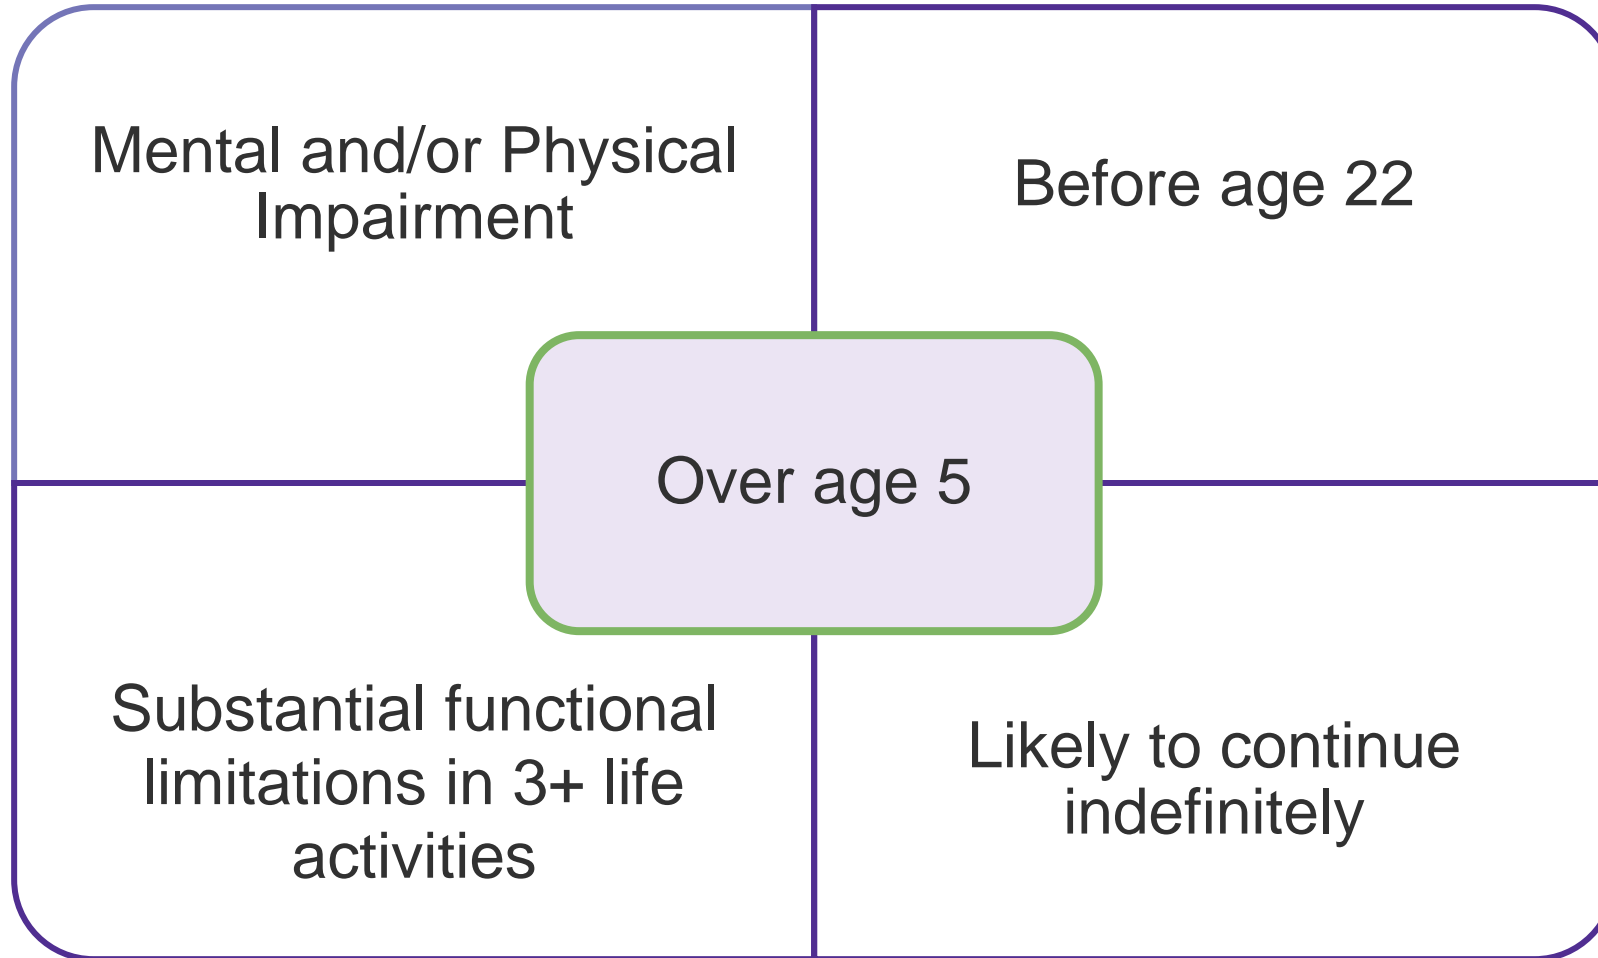 Mental and/or Physical
Impairment
Before age 22
Over age 5
Substantial functional
limitations in 3+ life
activities
Likely to continue
indefinitely